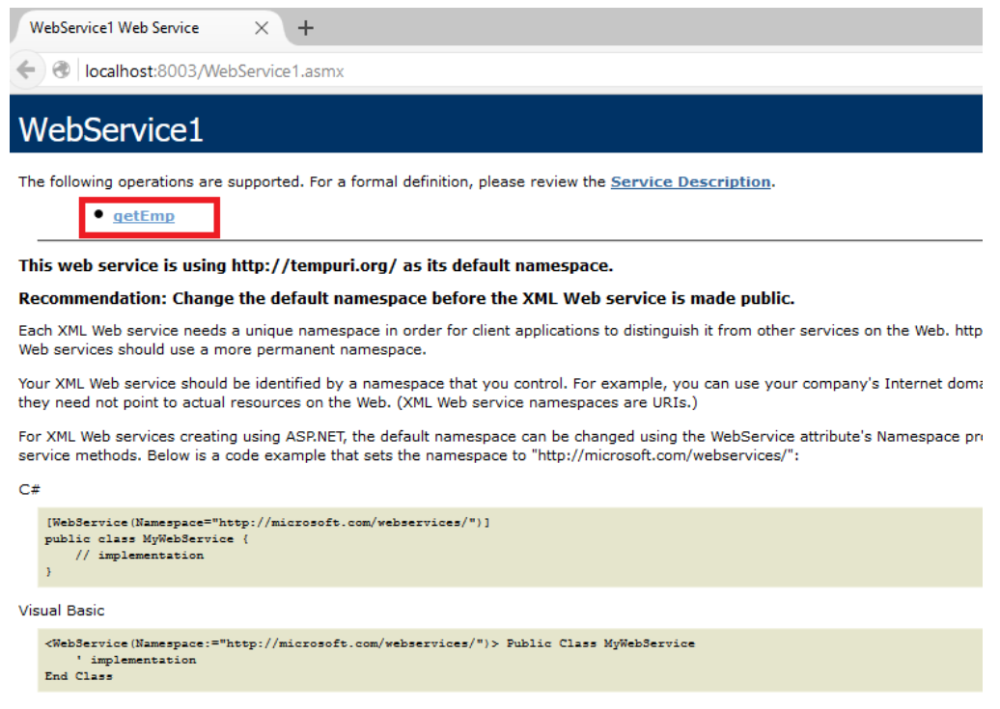 WebService1 Web Service
localhost:8003/WebService1.asmx
WebService1
The following operations are supported. For a formal definition, please review the Service Description.
getEmp
This web service is using http://tempuri.org/ as its default namespace.
Recommendation: Change the default namespace before the XML Web service is made public.
Each XML Web service needs a unique namespace in order for client applications to distinguish it from other services on the Web. http
Web services should use a more permanent namespace.
Your XML Web service should be identified by a namespace that you control. For example, you can use your company's Internet doma
they need not point to actual resources on the Web. (XML Web service namespaces are URIs.)
For XML Web services creating using ASP.NET, the default namespace can be changed using the WebService attribute's Namespace pr
service methods. Below is a code example that sets the namespace to "http://microsoft.com/webservices/":
C#
[WebService(Namespace="http://microsoft.com/webservices/")]
public class MyWebService {
// implementation
}
Visual Basic
<WebService(Namespace:="http://microsoft.com/webservices/")> Public Class MyWebService
' implementation
End Class